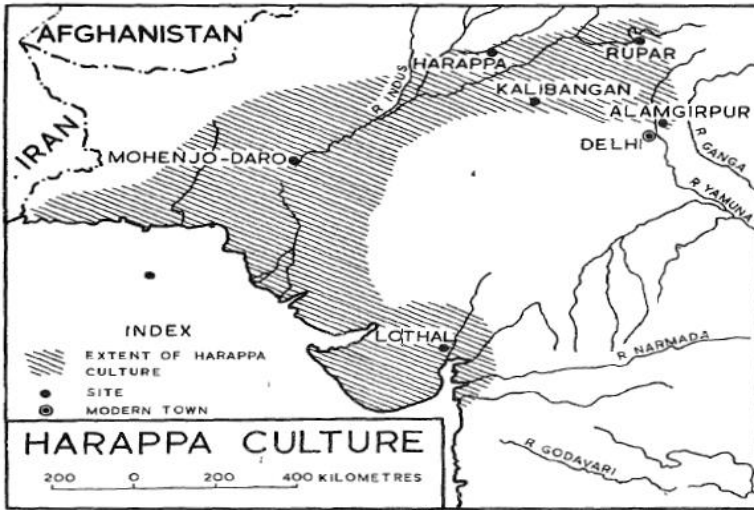 AFGHANISTAN
IRAN
R INDUS
HARAPPA
RUPAR
KALIBANGAN
ALAMGIRPUR
DELHI
R GANGA
R YAMUNA
MOHENJO-DARO
LOTHAL
R NARMADA
R GODAVARI
INDEX
EXTENT OF HARAPPA
CULTURE
SITE
MODERN TOWN
HARAPPA CULTURE
200 0 200 400 KILOMETRES